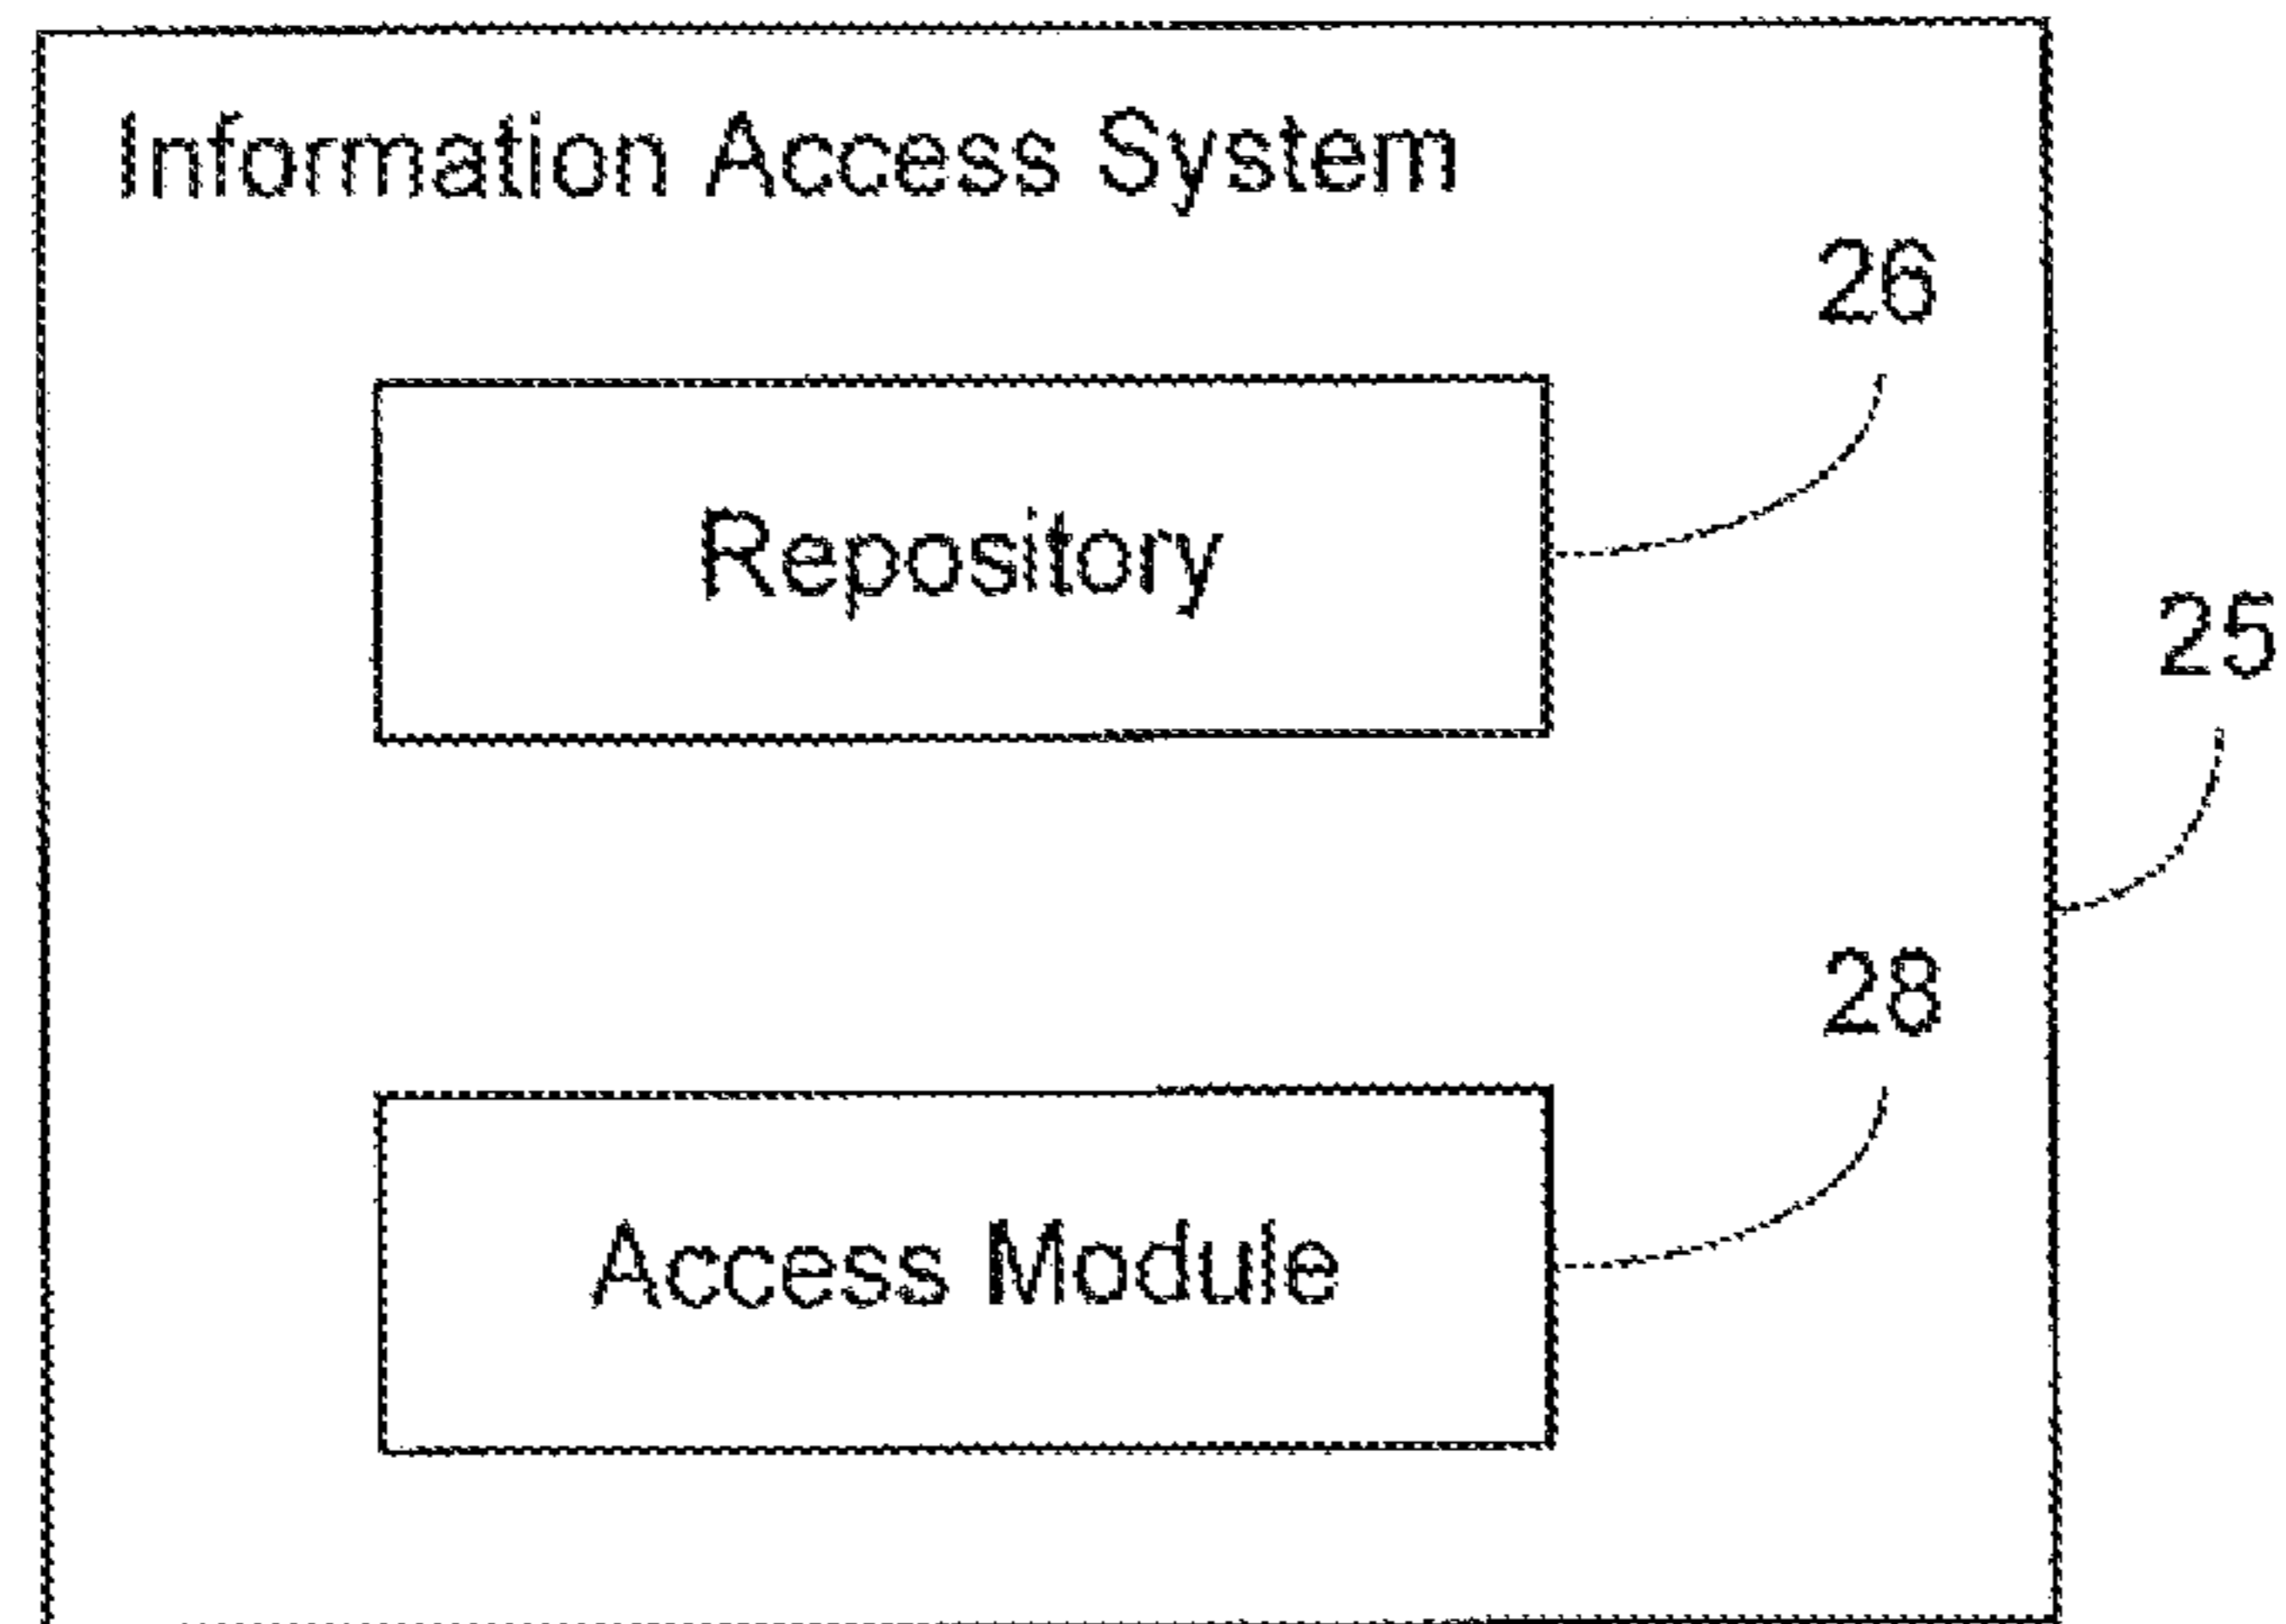 Information Access System
26
Repository
25
28
Access Module